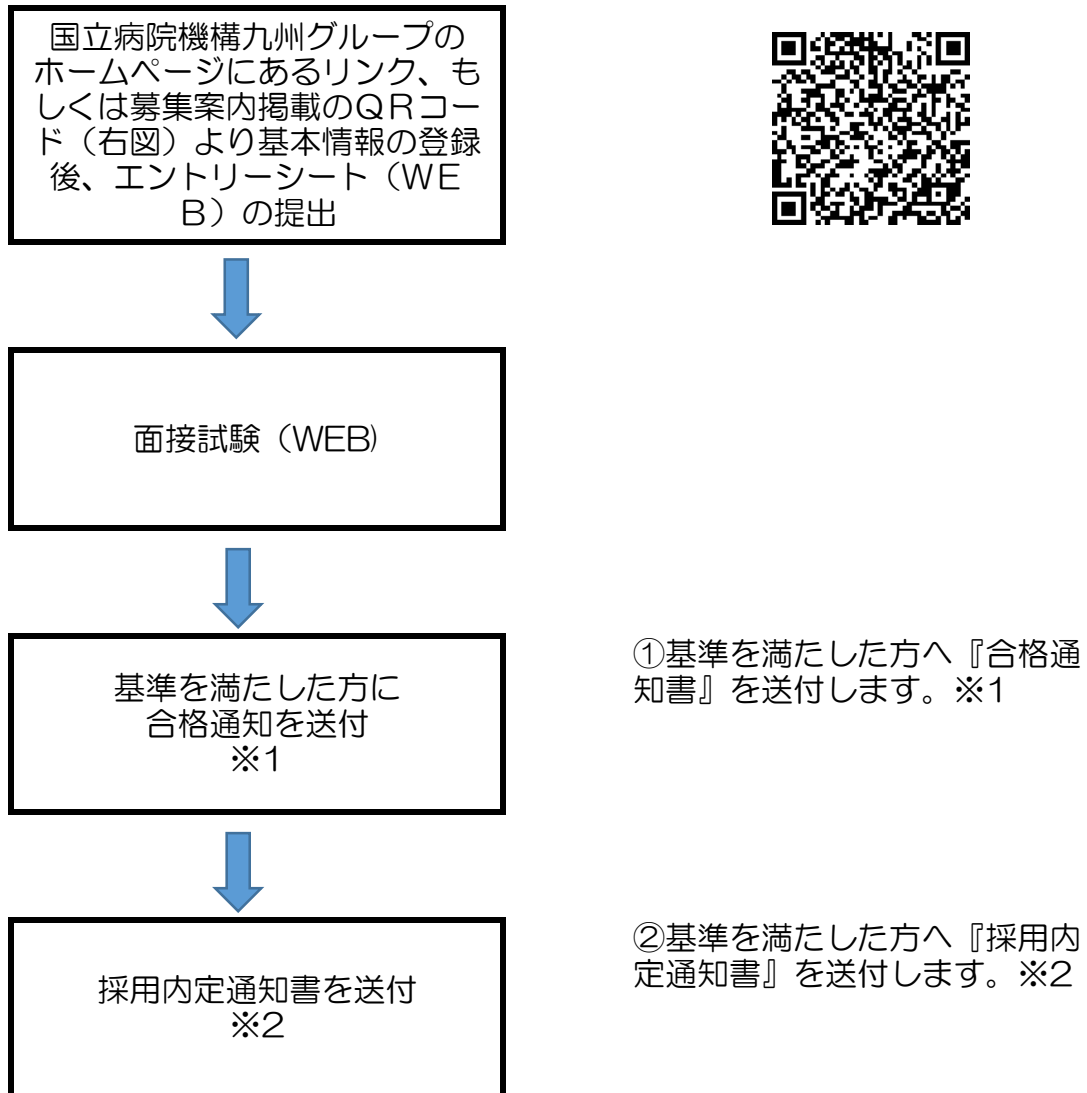 国立病院機構九州グループの
ホームページにあるリンク、も
しくは募集案内掲載のQRコー
ド（右図）より基本情報の登録
後、エントリーシート（WE
B）の提出
面接試験（WEB)
基準を満たした方に
合格通知を送付
※1
①基準を満たした方へ『合格通
知書』を送付します。※1
採用内定通知書を送付
※2
②基準を満たした方へ『採用内
定通知書』を送付します。※2